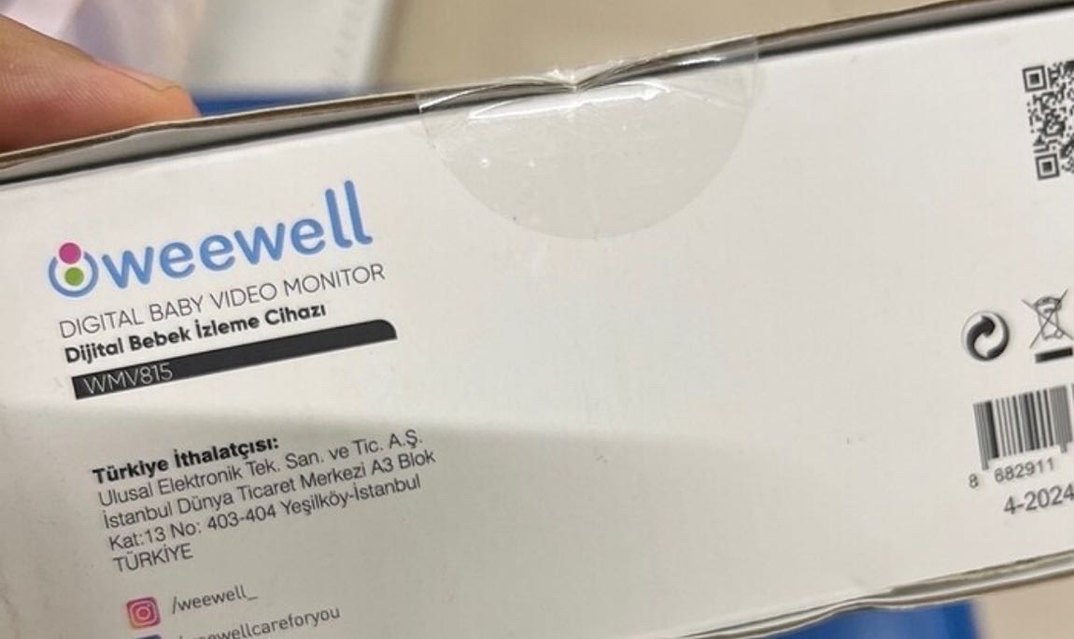 weewell
DIGITAL BABY VIDEO MONITOR
Dijital Bebek İzleme Cihazı
WMV815
Türkiye İthalatçısı:
Ulusal Elektronik Tek. San. ve Tic. A.Ş.
İstanbul Dünya Ticaret Merkezi A3 Blok
Kat:13 No: 403-404 Yeşilköy-İstanbul
TÜRKİYE
/weewell_
8 682911
4-2024